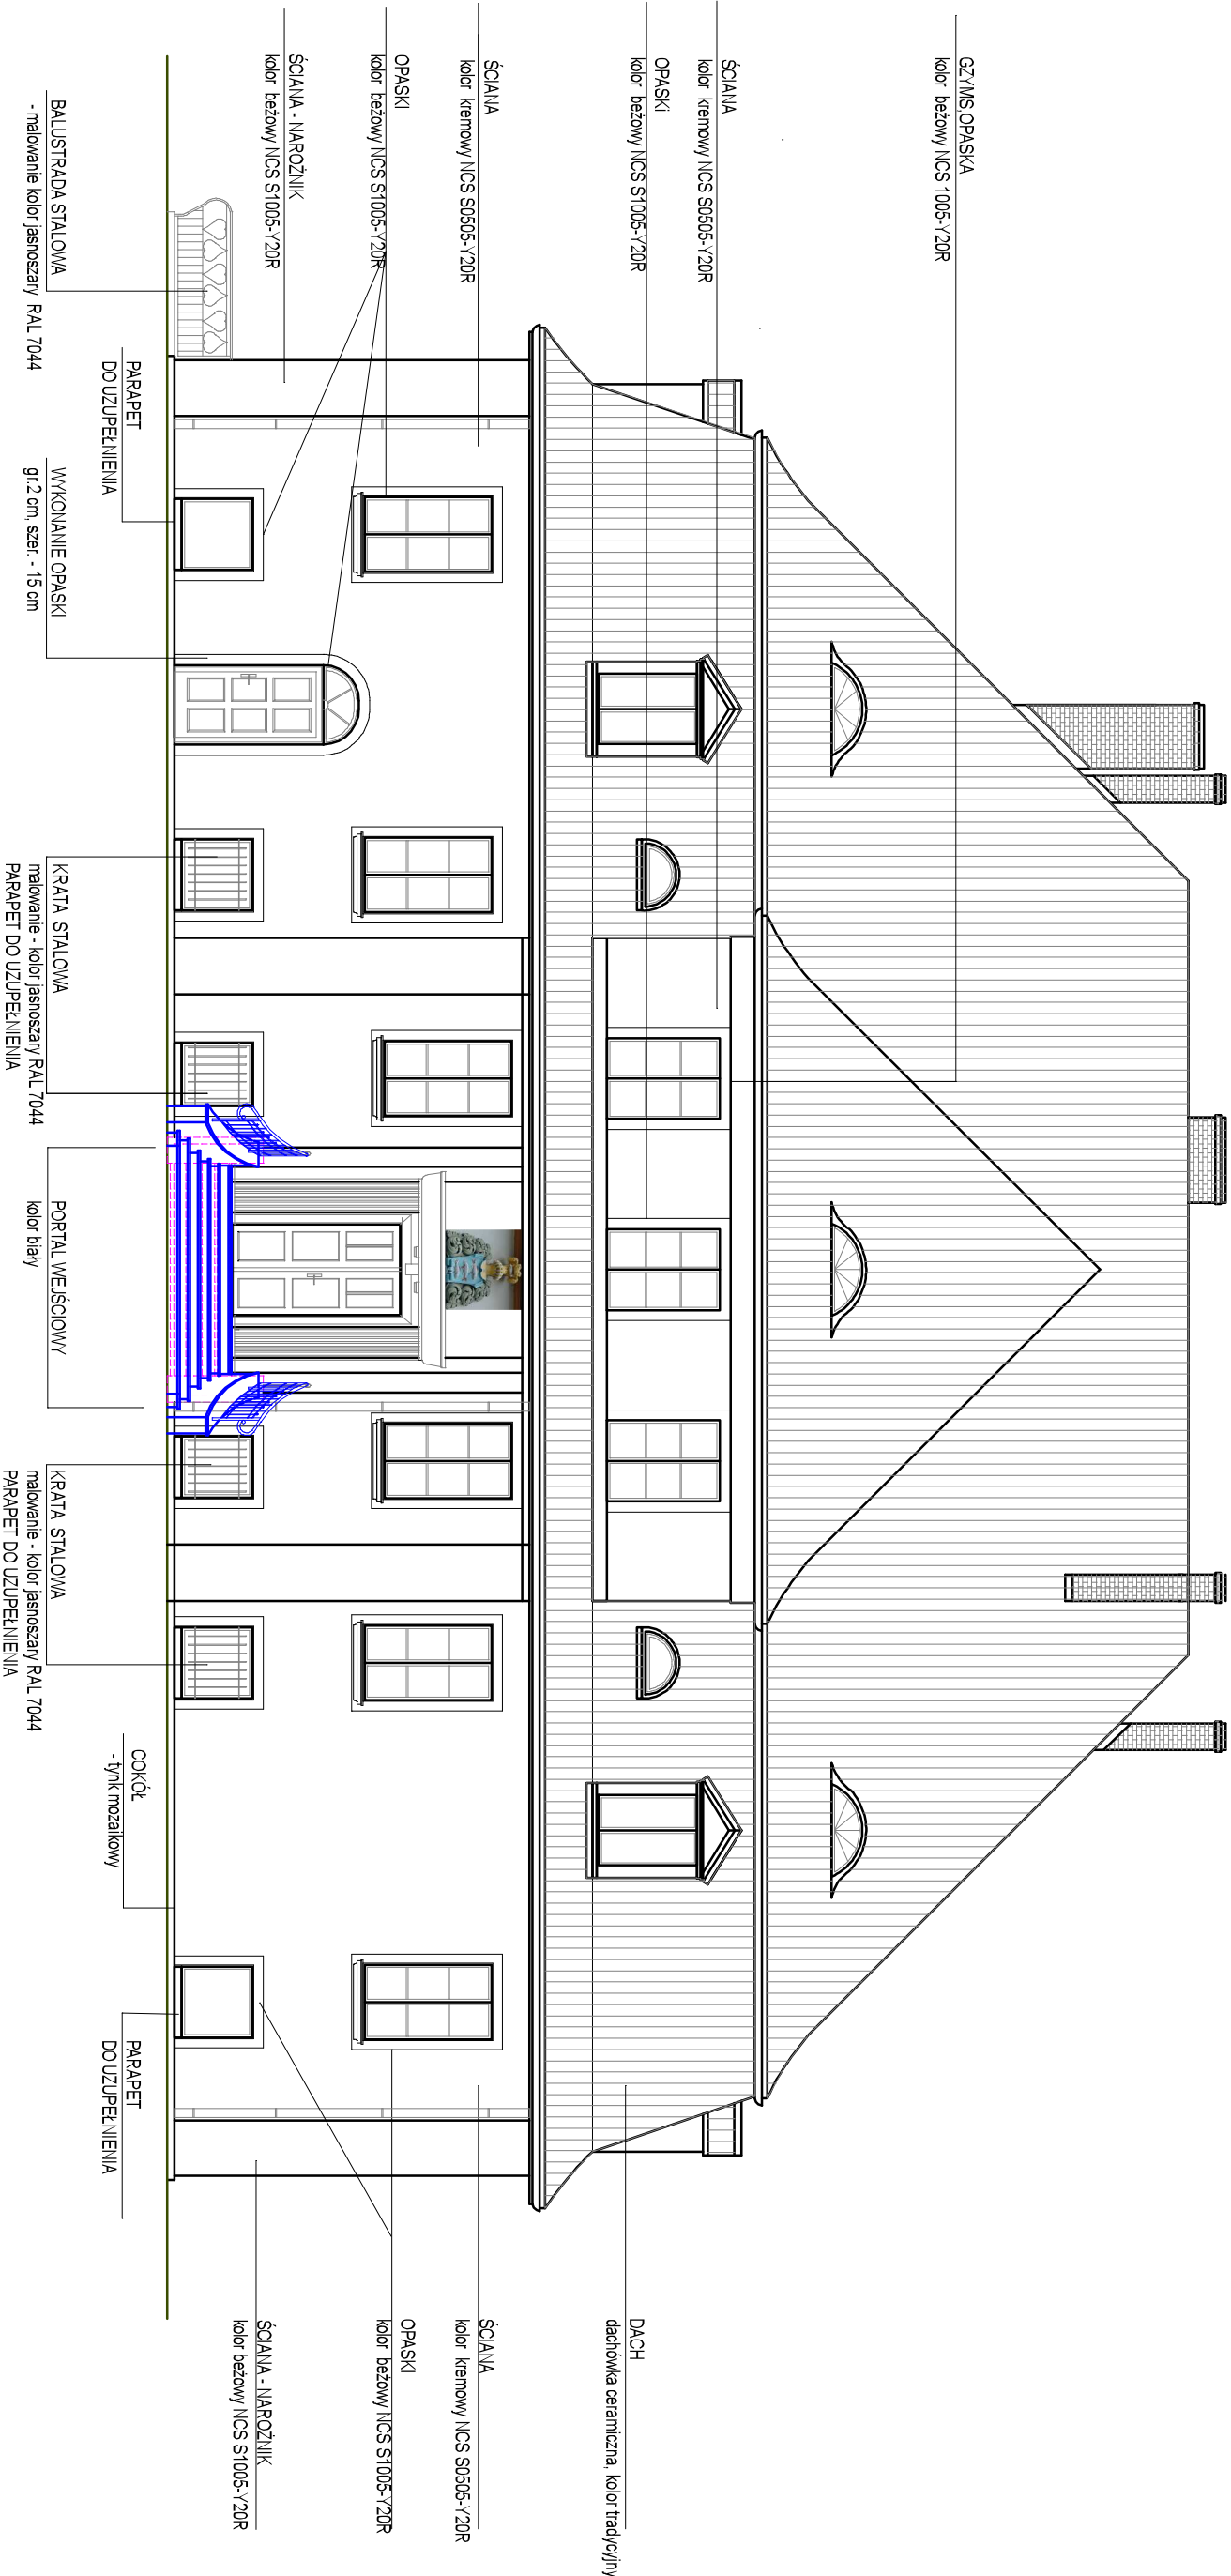 GZYMS,OPASKA
kolor beżowy NCS 1005-Y20R
ŚCIANA
kolor kremowy NCS S0505-Y20R
OPASKi
kolor beżowy NCS S1005-Y20R
ŚCIANA
kolor kremowy NCS S0505-Y20R
OPASKI
kolor beżowy NCS S1005-Y20R
ŚCIANA - NAROŻNIK
kolor beżowy NCS S1005-Y20R
DACH
dachówka ceramiczna, kolor tradycyjny
ŚCIANA
kolor kremowy NCS S0505-Y20R
OPASKI
kolor beżowy NCS S1005-Y20R
ŚCIANA - NAROŻNIK
kolor beżowy NCS S1005-Y20R
BALUSTRADA STALOWA
- malowanie kolor jasnoszary RAL 7044
PARAPET
DO UZUPEŁNIENIA
WYKONANIE OPASKI
gr.2 cm, szer. - 15 cm
KRATA STALOWA
malowanie - kolor jasnoszary RAL 7044
PARAPET DO UZUPEŁNIENIA
PORTAL WEJŚCIOWY
kolor biały
KRATA STALOWA
malowanie - kolor jasnoszary RAL 7044
PARAPET DO UZUPEŁNIENIA
COKÓŁ
- tynk mozaikowy
PARAPET
DO UZUPEŁNIENIA